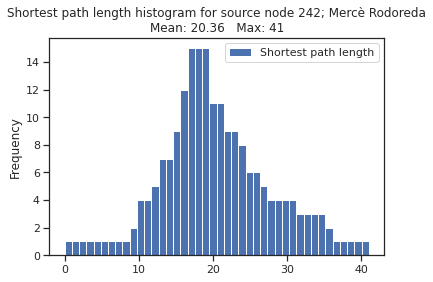 Shortest path length histogram for source node 242; Mercè Rodoreda
Mean: 20.36   Max: 41
Shortest path length
Frequency
14
12
10
8
6
4
2
0
0 10 20 30 40